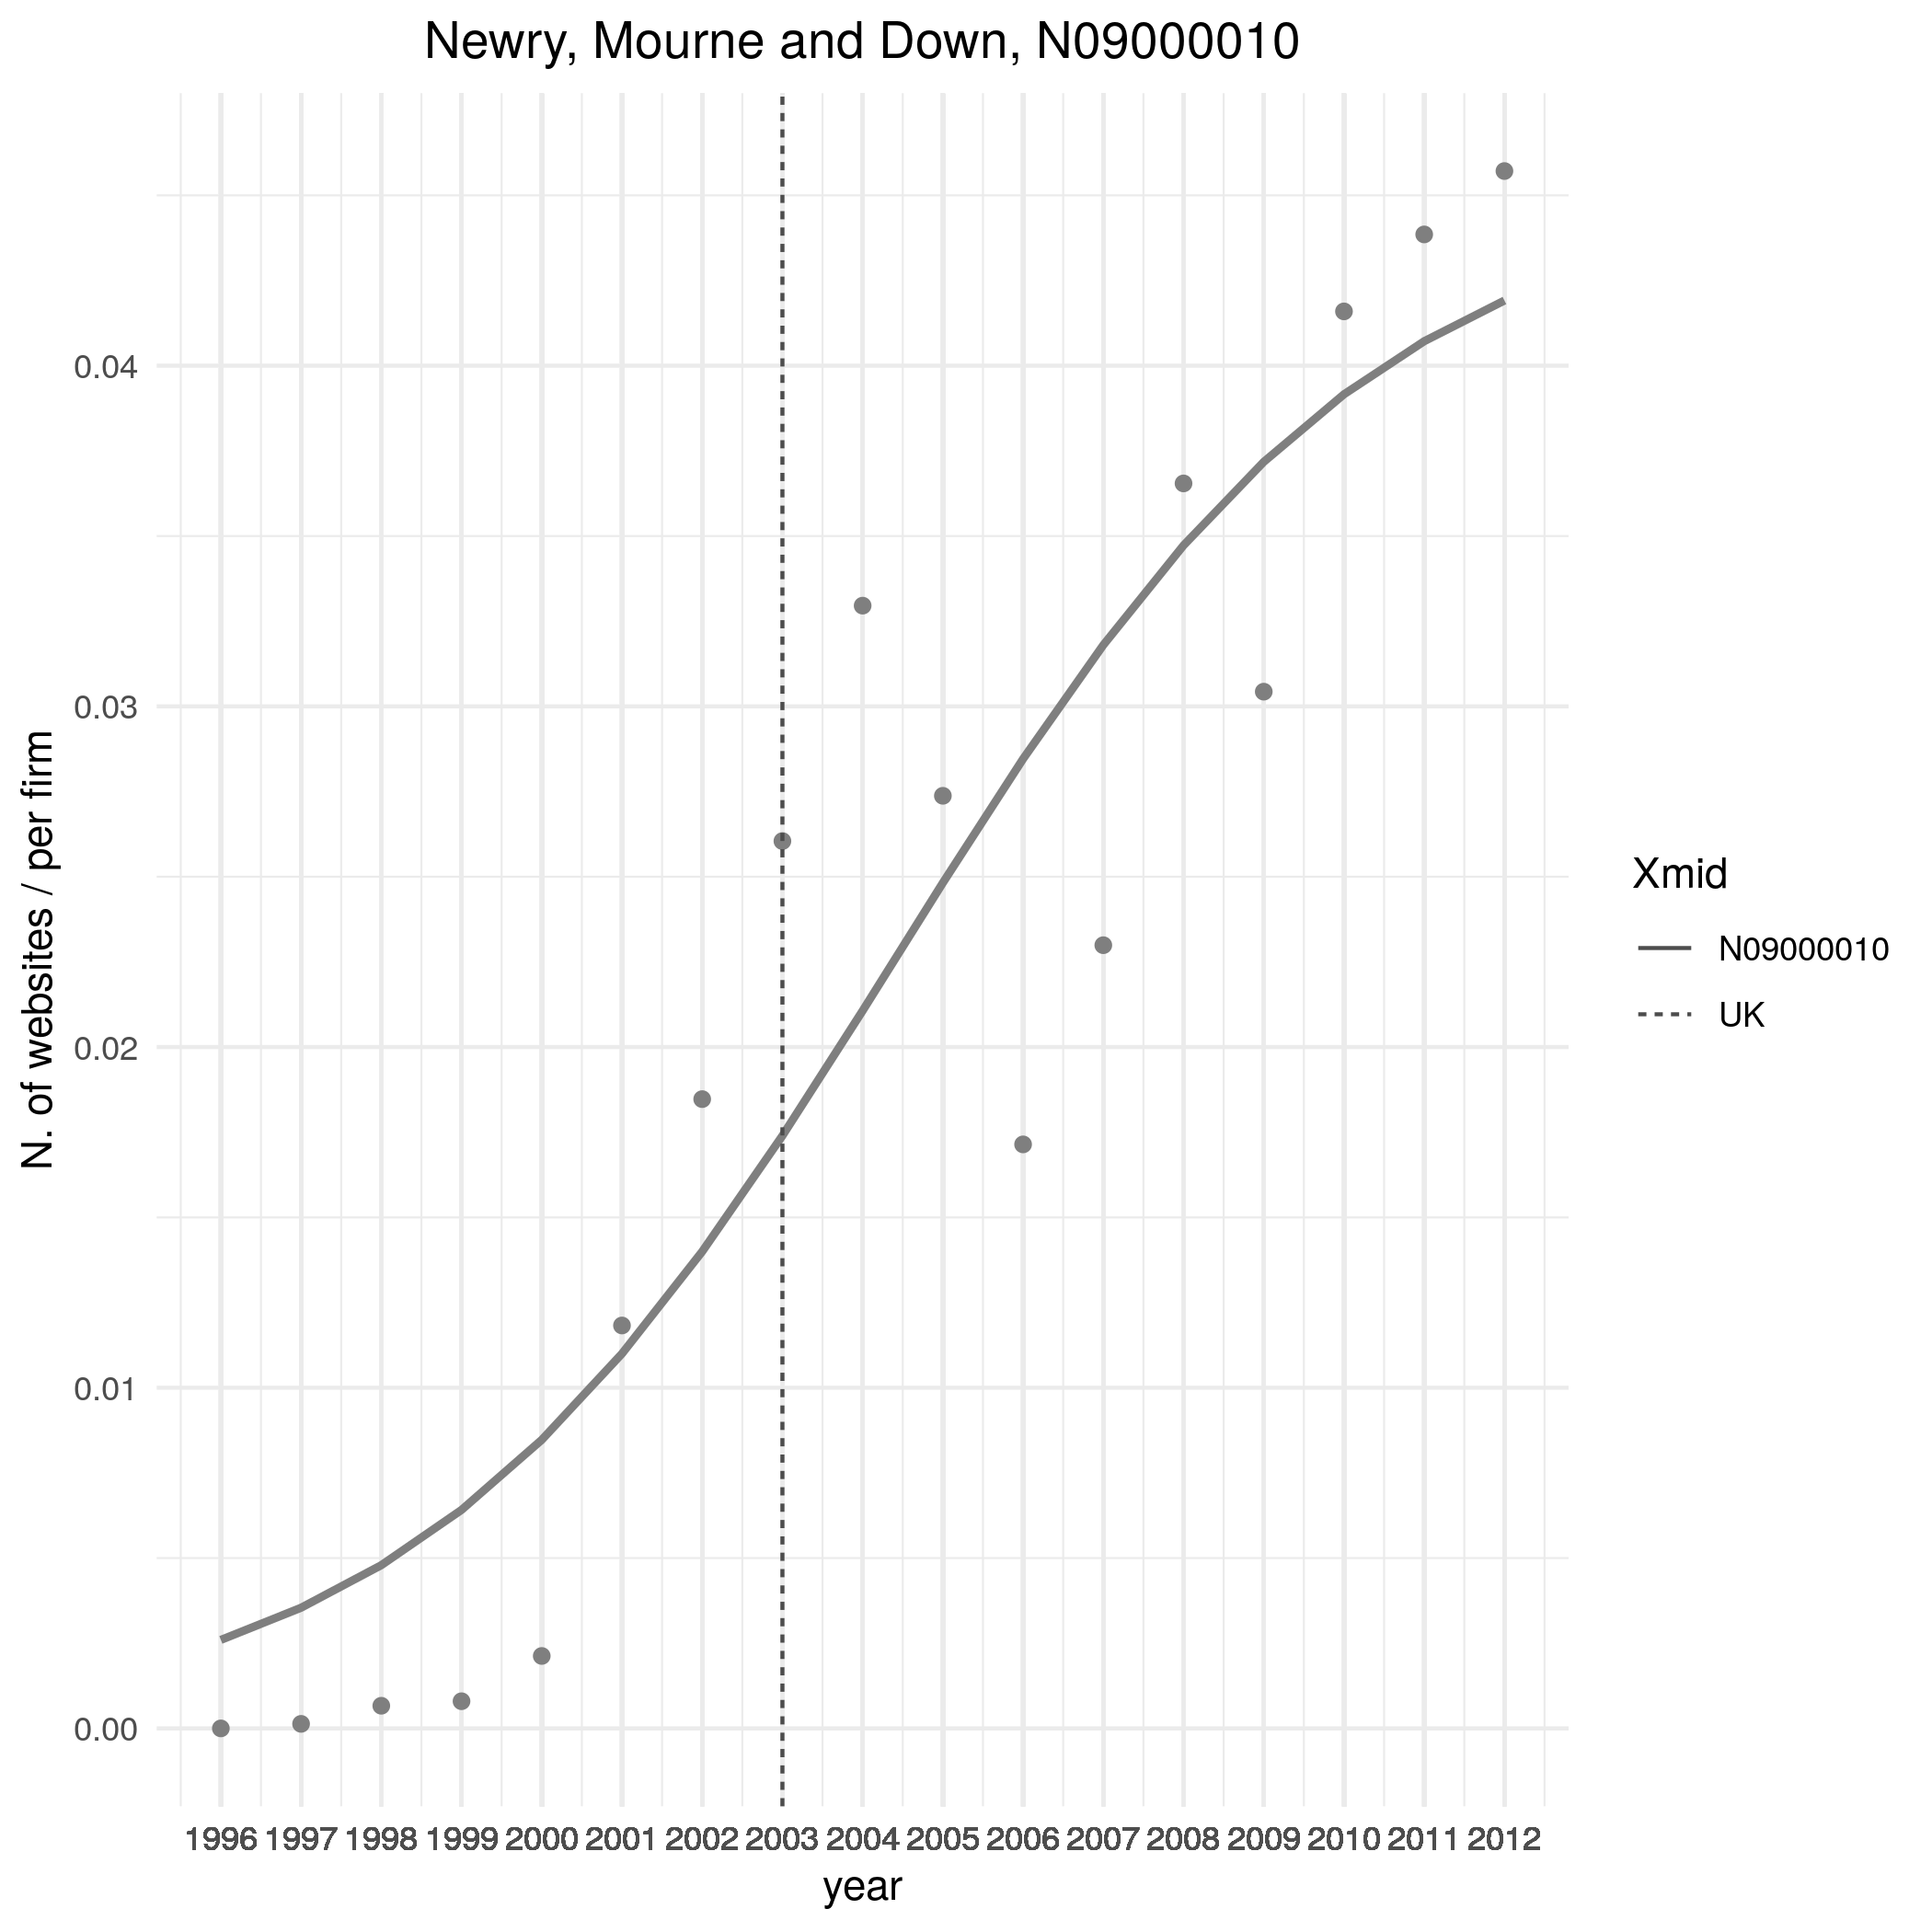 Newry, Mourne and Down, N09000010
N. of websites / per firm
0.04
0.03
0.02
0.01
0.00
1996 1997 1998 1999 2000 2001 2002 2003 2004 2005 2006 2007 2008 2009 2010 2011 2012
year
Xmid
N09000010
UK